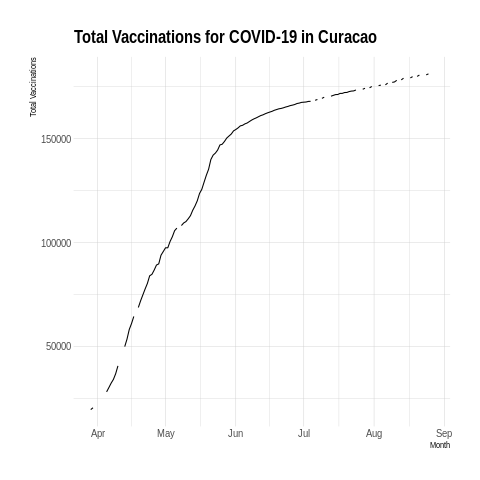 Total Vaccinations for COVID-19 in Curacao
Total Vaccinations
150000
100000
50000
Apr May Jun Jul Aug Sep
Month